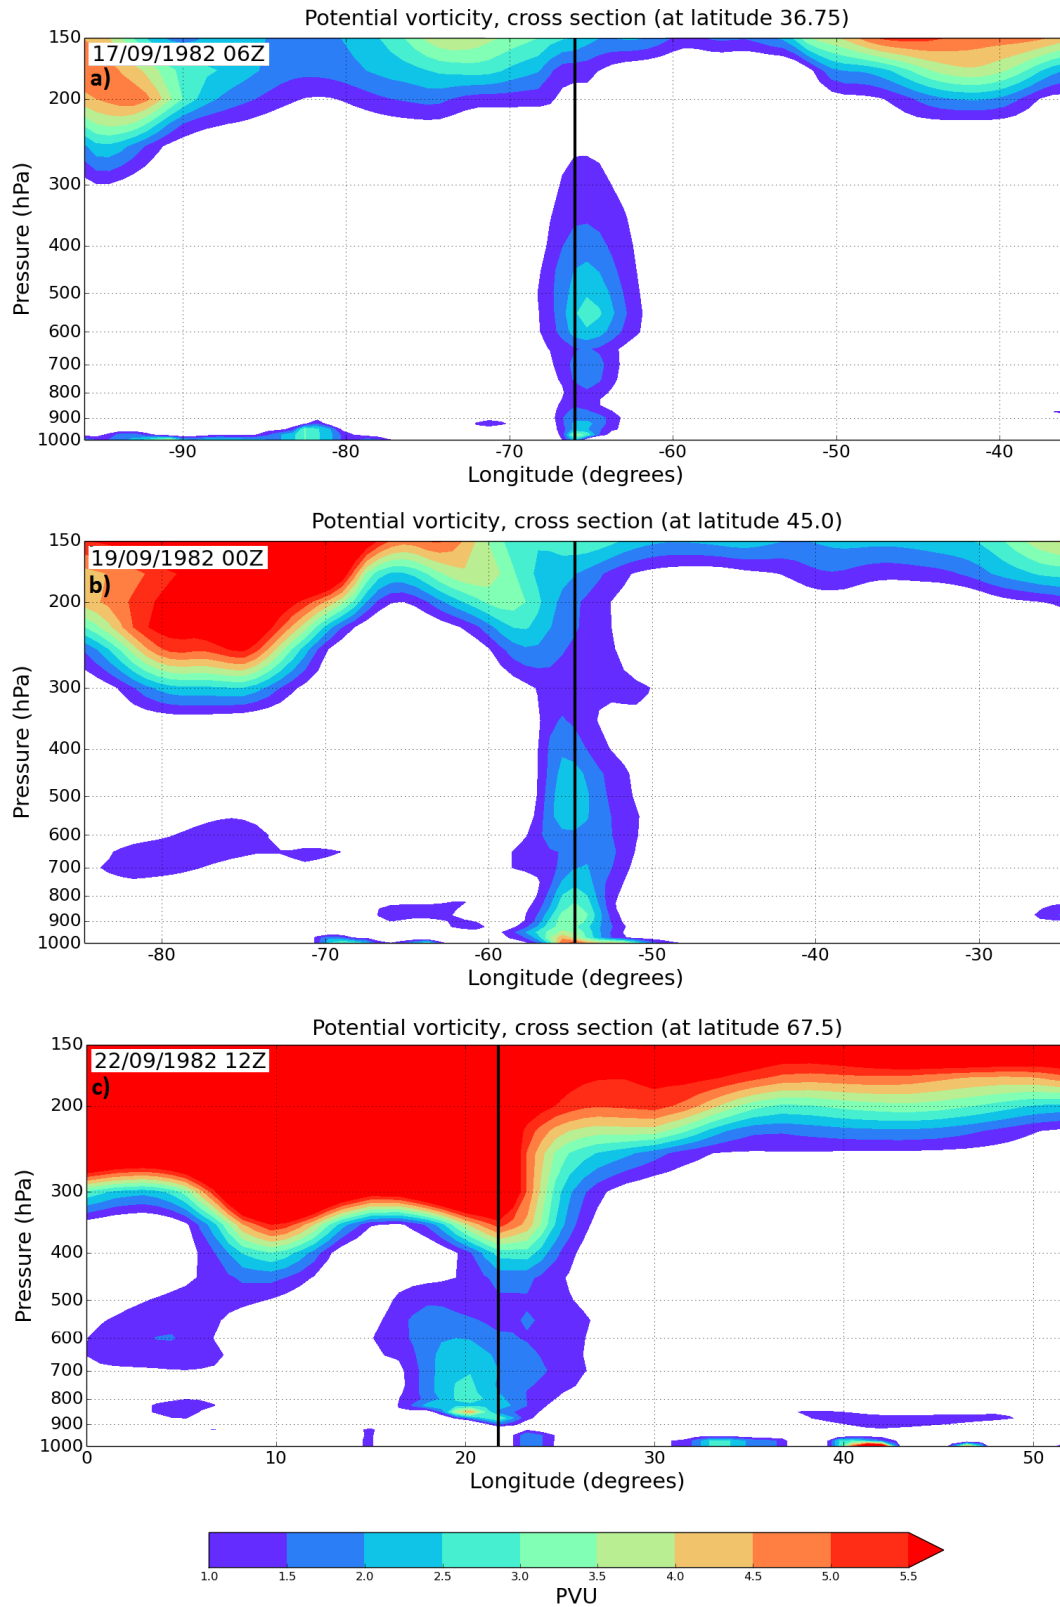 Potential vorticity, cross section (at latitude 36.75)
17/09/1982 06Z
a)
150
200
300
400
500
600
700
800
900
1000
Pressure (hPa)
-90 -80 -70 -60 -50 -40
Longitude (degrees)
Potential vorticity, cross section (at latitude 45.0)
19/09/1982 00Z
b)
150
200
300
400
500
600
700
800
900
1000
Pressure (hPa)
-80 -70 -60 -50 -40 -30
Longitude (degrees)
Potential vorticity, cross section (at latitude 67.5)
22/09/1982 12Z
c)
150
200
300
400
500
600
700
800
900
1000
Pressure (hPa)
0 10 20 30 40 50
Longitude (degrees)
1.0 1.5 2.0 2.5 3.0 3.5 4.0 4.5 5.0 5.5
PVU